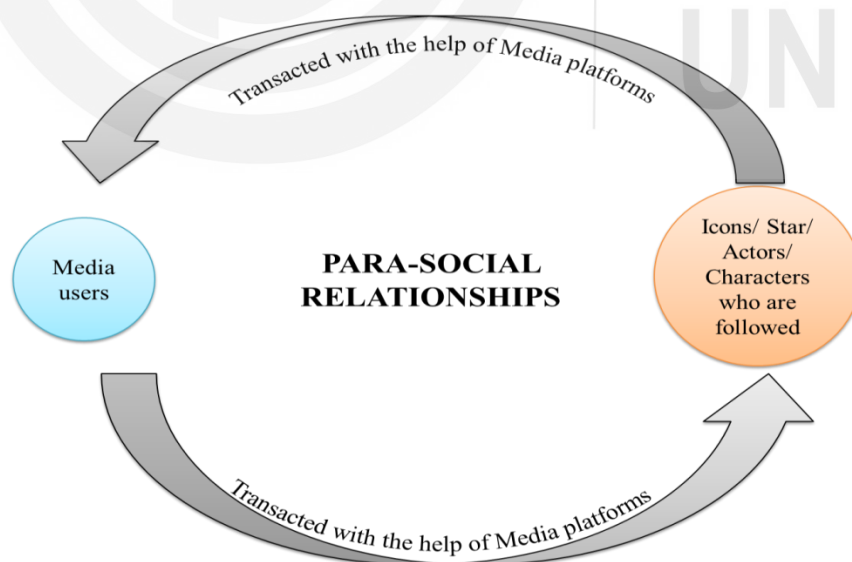 UN
Transacted with the help of Media platforms
Media
users
PARA-SOCIAL
RELATIONSHIPS
Icons/ Star/
Actors/
Characters
who are
followed
Transacted with the help of Media platforms